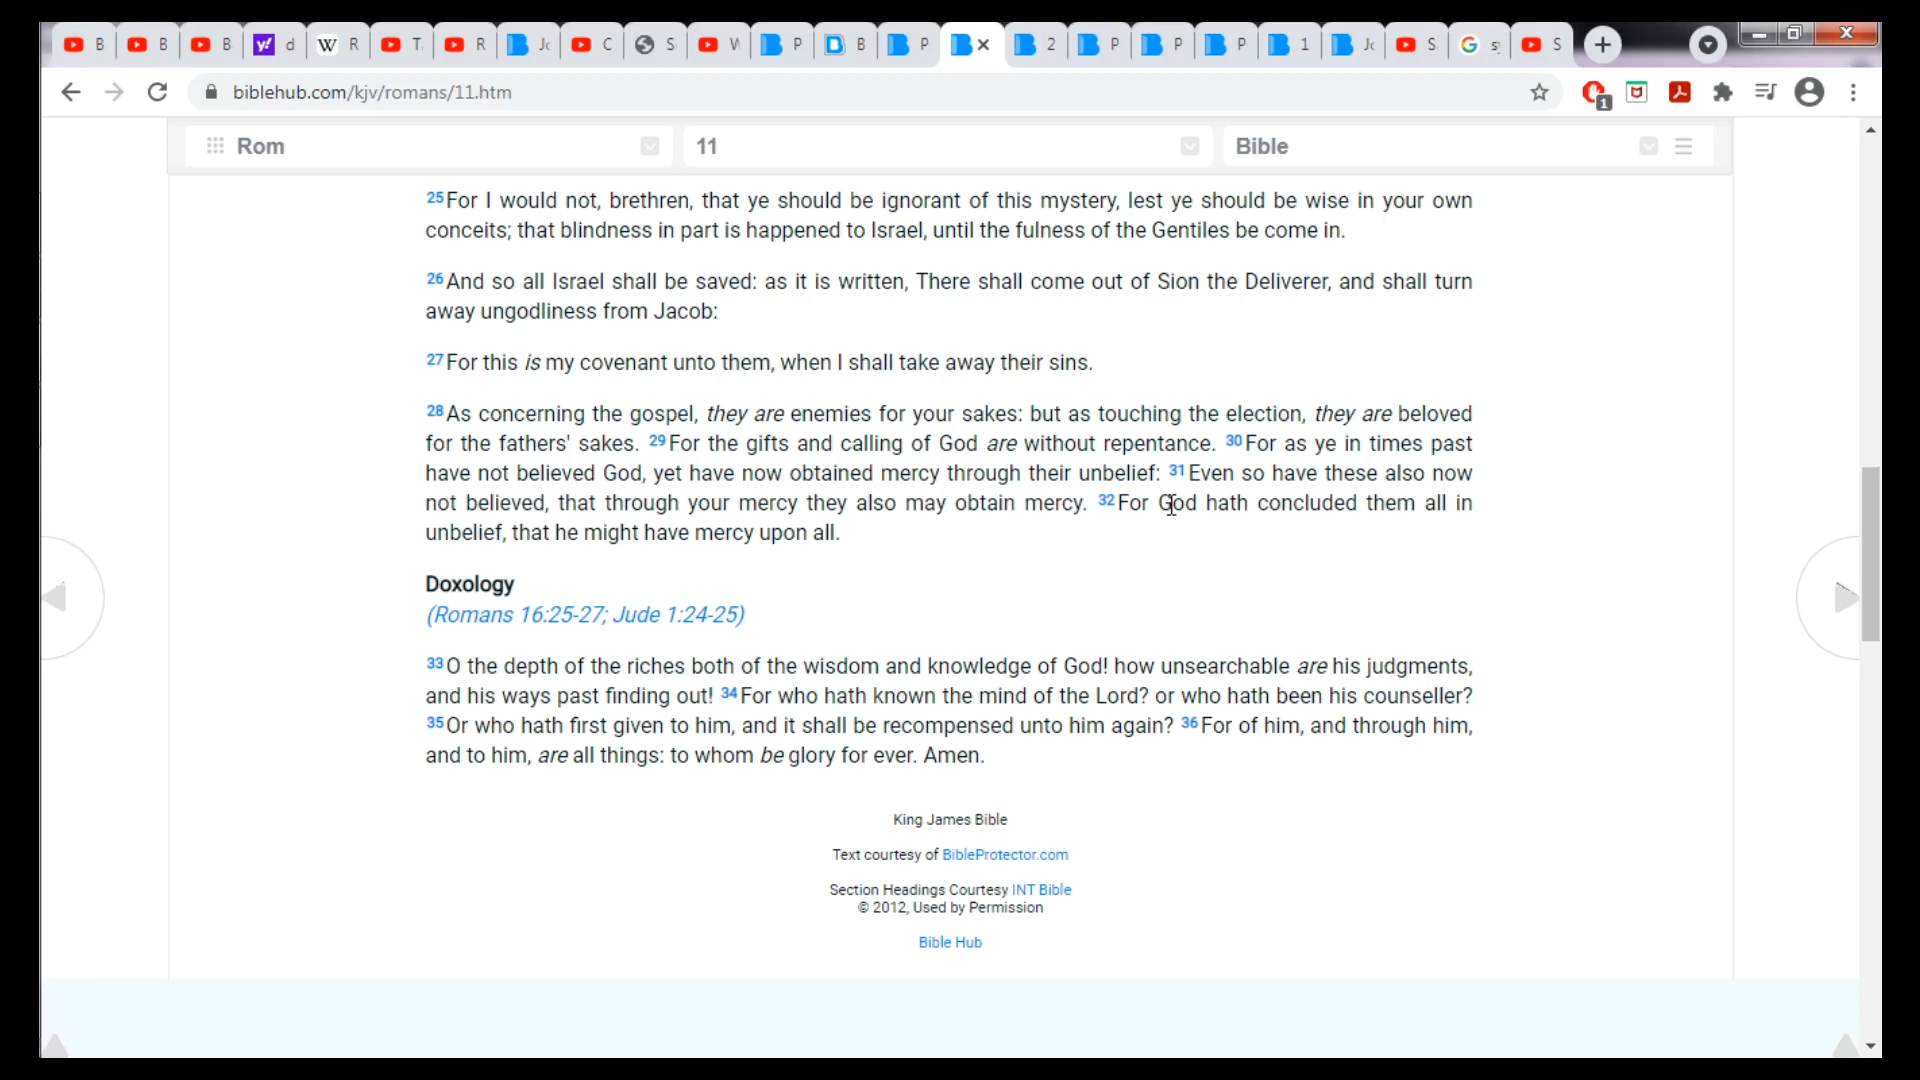 B B B d R T R Jc C S V P B P 2 P P P 1 Jc S s S
biblehub.com/kjv/romans/11.htm
1
Rom 11 Bible
25For I would not, brethren, that ye should be ignorant of this mystery, lest ye should be wise in your own
conceits; that blindness in part is happened to Israel, until the fulness of the Gentiles be come in.
26And so all Israel shall be saved: as it is written, There shall come out of Sion the Deliverer, and shall turn
away ungodliness from Jacob:
27For this is my covenant unto them, when I shall take away their sins.
28As concerning the gospel, they are enemies for your sakes: but as touching the election, they are beloved
for the fathers' sakes. 29For the gifts and calling of God are without repentance. 30For as ye in times past
have not believed God, yet have now obtained mercy through their unbelief: 31Even so have these also now
not believed, that through your mercy they also may obtain mercy. 32For God hath concluded them all in
unbelief, that he might have mercy upon all.
Doxology
(Romans 16:25-27; Jude 1:24-25)
33O the depth of the riches both of the wisdom and knowledge of God! how unsearchable are his judgments,
and his ways past finding out! 34For who hath known the mind of the Lord? or who hath been his counseller?
35Or who hath first given to him, and it shall be recompensed unto him again? 36For of him, and through him,
and to him, are all things: to whom be glory for ever. Amen.
King James Bible
Text courtesy of BibleProtector.com
Section Headings Courtesy INT Bible
© 2012, Used by Permission
Bible Hub